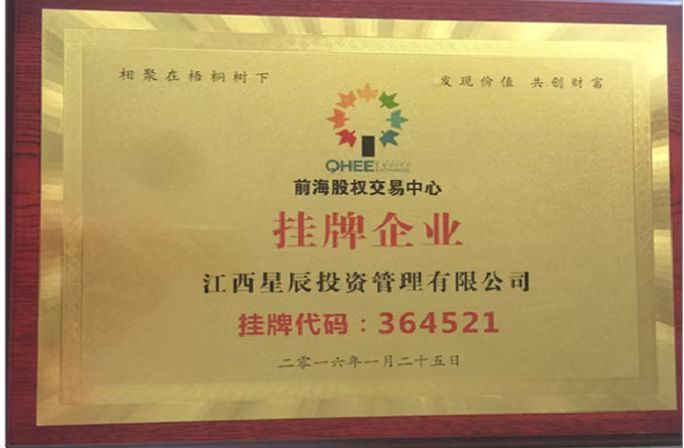 相聚在梧桐树下
发现价值 共创财富
QHEE
前海股权交易中心
挂牌企业
江西星辰投资管理有限公司
挂牌代码：364521
二零一六年一月二十五日